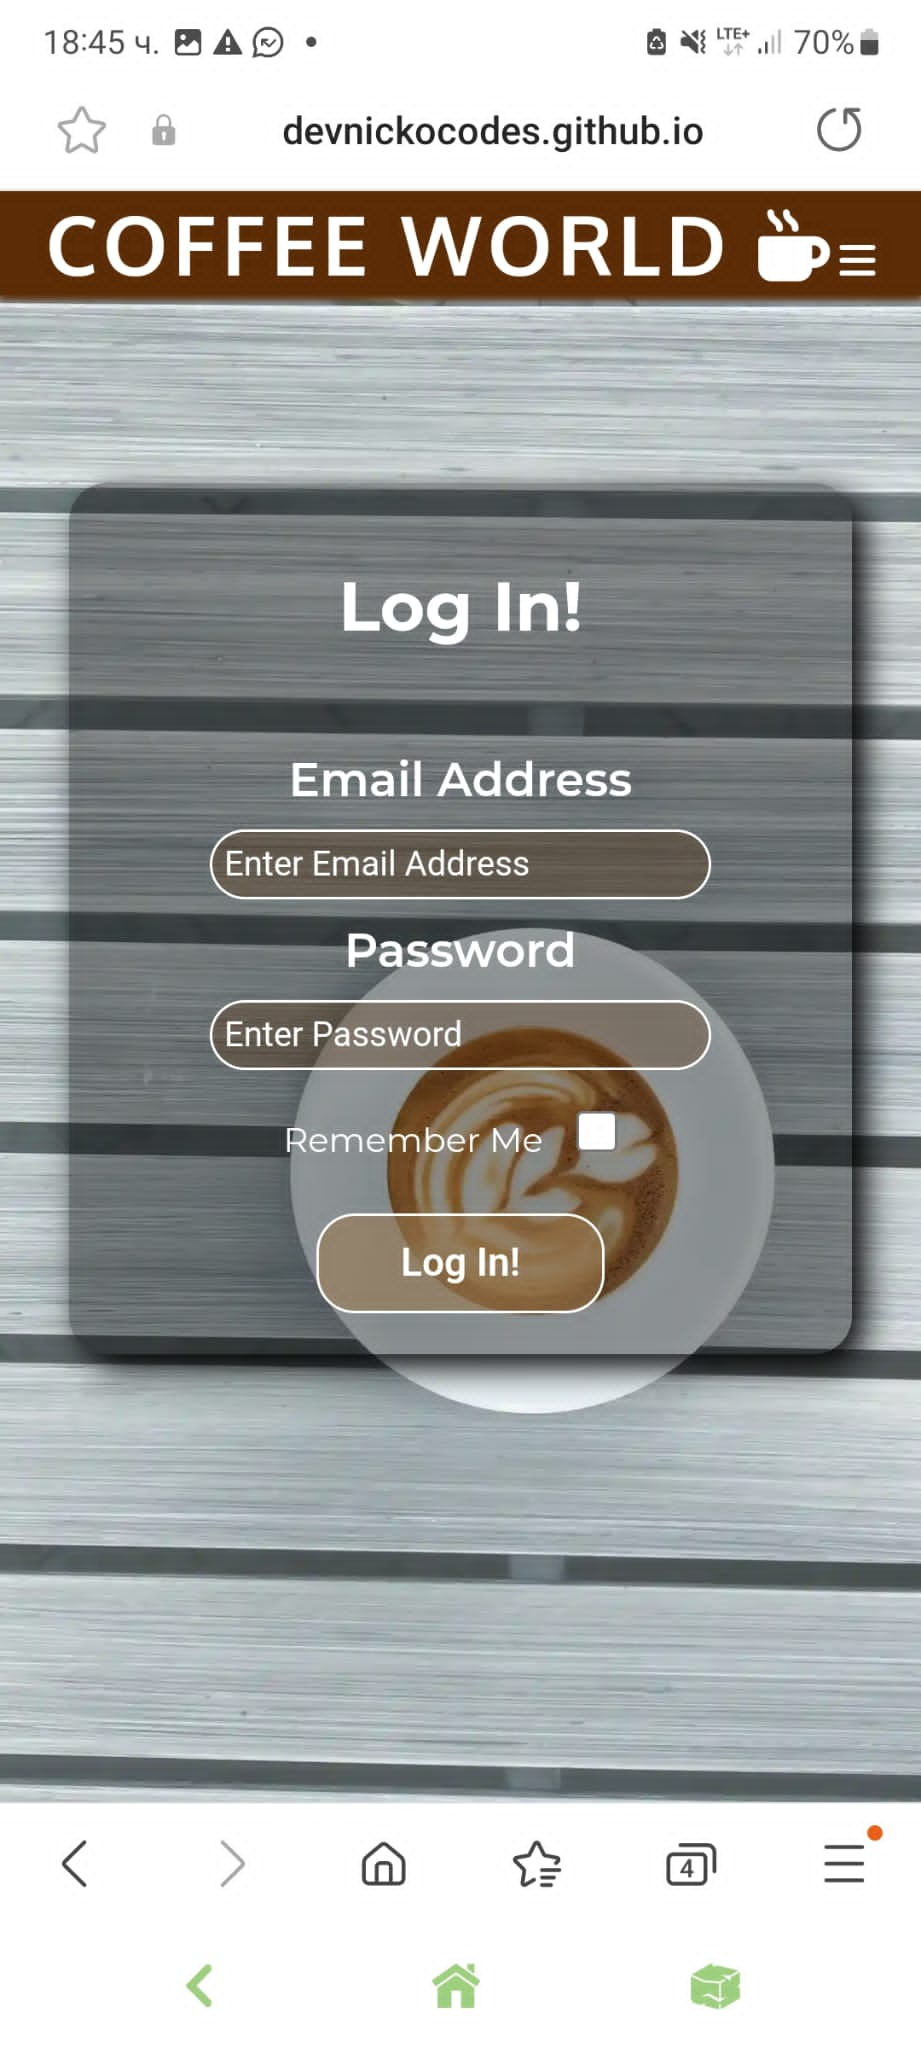 18:45 ч.
LTE+ 70%
devnickocodes.github.io
COFFEE WORLD
Log In!
Email Address
Enter Email Address
Password
Enter Password
Remember Me
Log In!
4